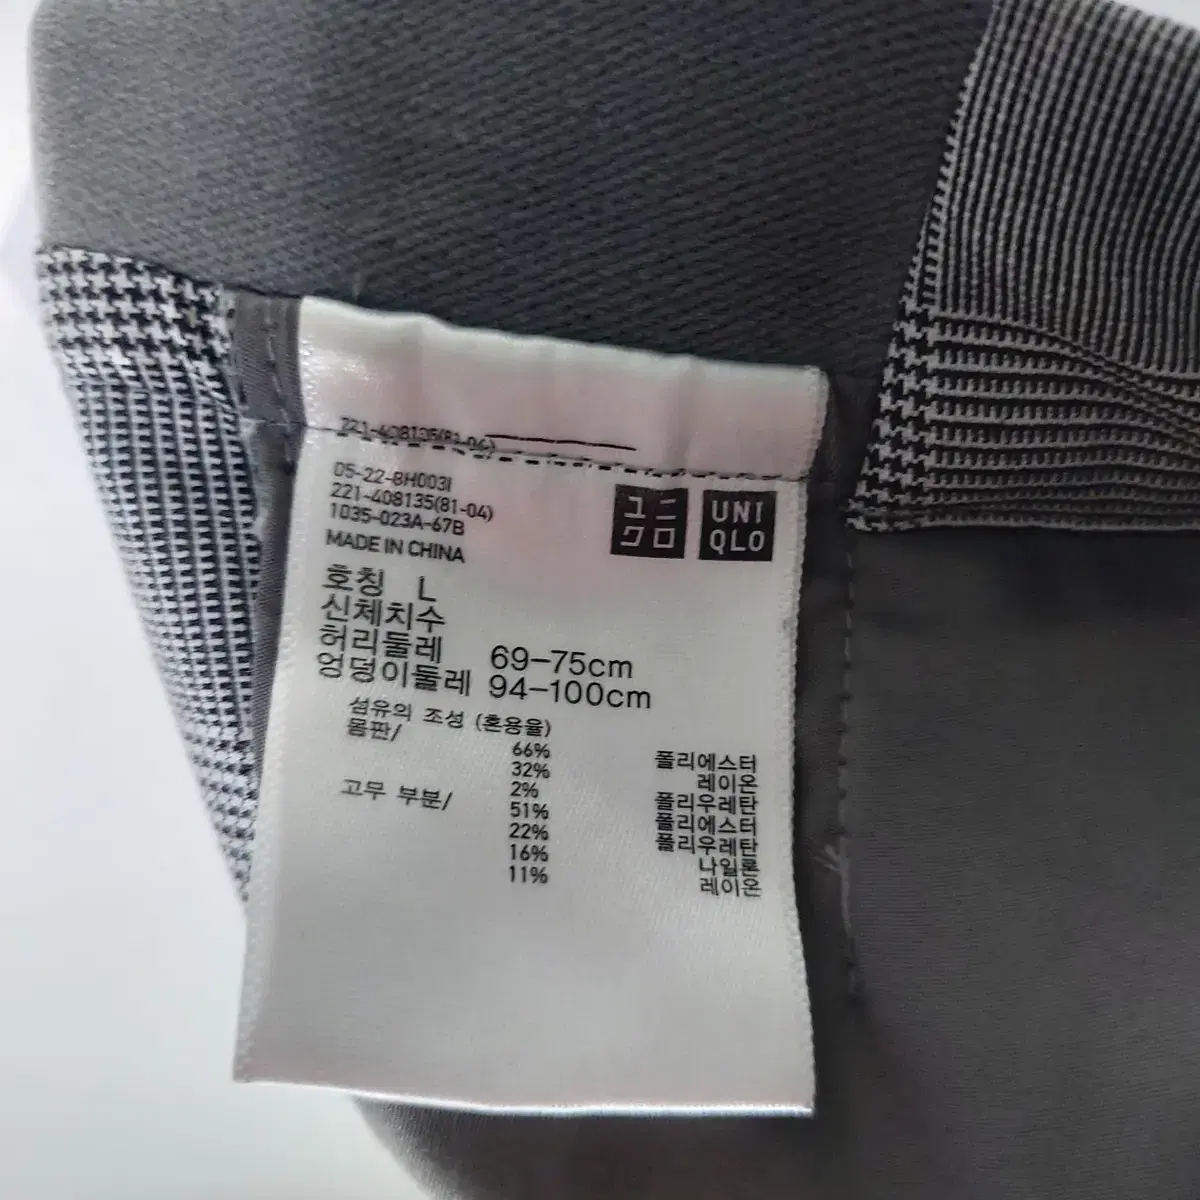 221-408135(81-04)
05-22-8H003I
221-408135(81-04)
1035-023A-67B
MADE IN CHINA
ユニ
クロ
UNI
QLO
호칭 L
신체치수
허리둘레 69-75cm
엉덩이둘레 94-100cm
섬유의 조성 (혼용율)
몸판/
66% 폴리에스터
32% 레이온
2% 폴리우레탄
고무 부분/ 51% 폴리에스터
22% 폴리우레탄
16% 나일론
11% 레이온